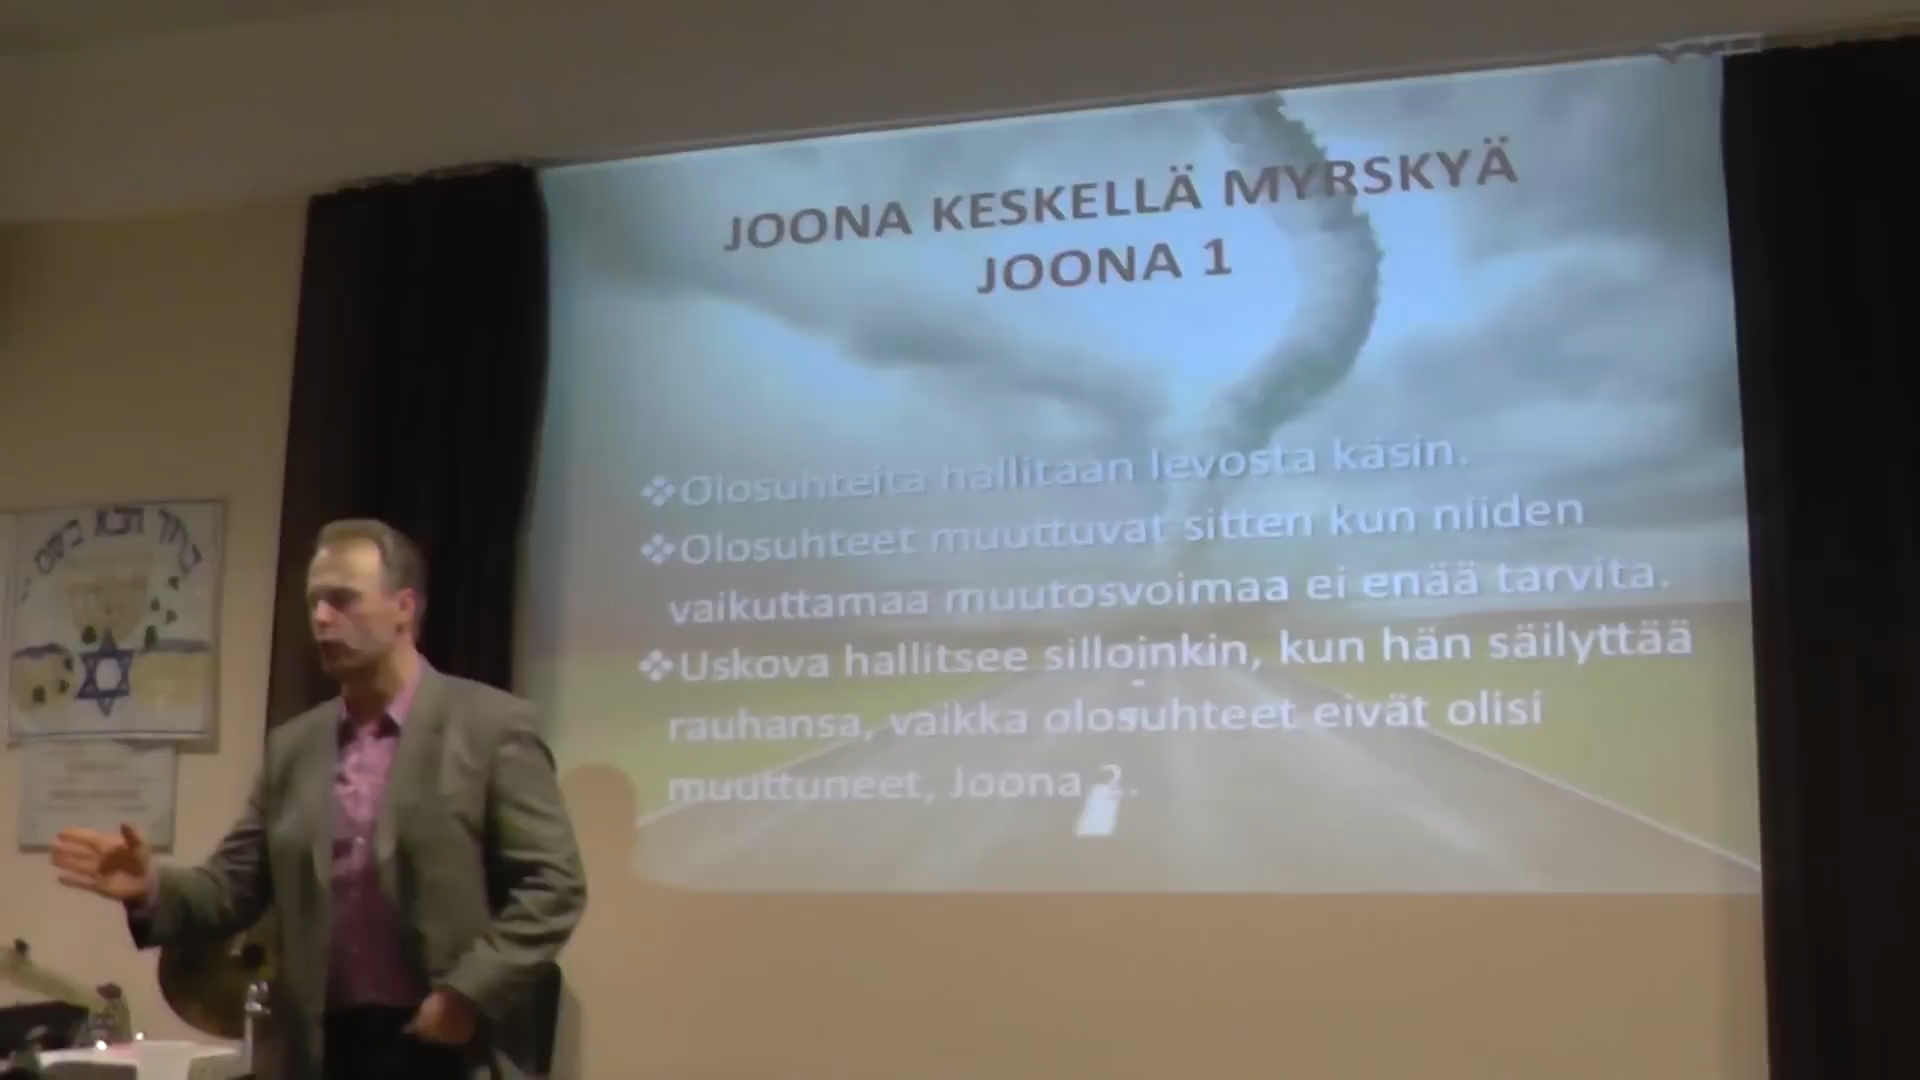 JOONA KESKELLÄ MYRSKYÄ
JOONA 1
❖Olosuhteita hallitaan levosta käsin.
❖Olosuhteet muuttuvat sitten kun niiden
vaikuttamaa muutosvoimaa ei enää tarvita.
❖Uskova hallitsee silloinkin, kun hän säilyttää
rauhansa, vaikka olosuhteet eivät olisi
muuttuneet, Joona 2.